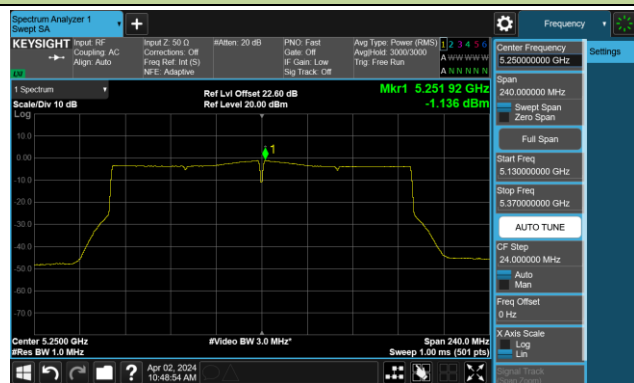 Spectrum Analyzer 1
Swept SA
Frequency
KEYSIGHT
Input: RF
Coupling: AC
Align: Auto
Input Z: 50 Ω
Corrections: Off
Freq Ref: Int (S)
NFE: Adaptive
#Atten: 20 dB
PNO: Fast
Gate: Off
IF Gain: Low
Sig Track: Off
Avg Type: Power (RMS)
Avg|Hold: 3000/3000
Trig: Free Run
1 2 3 4 5 6
A W W W W W
A N N N N N
LXI
1 Spectrum
Scale/Div 10 dB
Log
Ref Lvl Offset 22.60 dB
Ref Level 20.00 dBm
Mkr1 5.251 92 GHz
-1.136 dBm
10.0
0.00
-10.0
-20.0
-30.0
-40.0
-50.0
-60.0
-70.0
1
Center 5.2500 GHz
#Res BW 1.0 MHz
#Video BW 3.0 MHz*
Span 240.0 MHz
Sweep 1.00 ms (501 pts)
Apr 02, 2024
10:48:54 AM
Center Frequency
5.250000000 GHz
Settings
Span
240.000000 MHz
Swept Span
Zero Span
Full Span
Start Freq
5.130000000 GHz
Stop Freq
5.370000000 GHz
AUTO TUNE
CF Step
24.000000 MHz
Auto
Man
Freq Offset
0 Hz
X Axis Scale
Log
Lin
Signal Track
(Span Zoom)